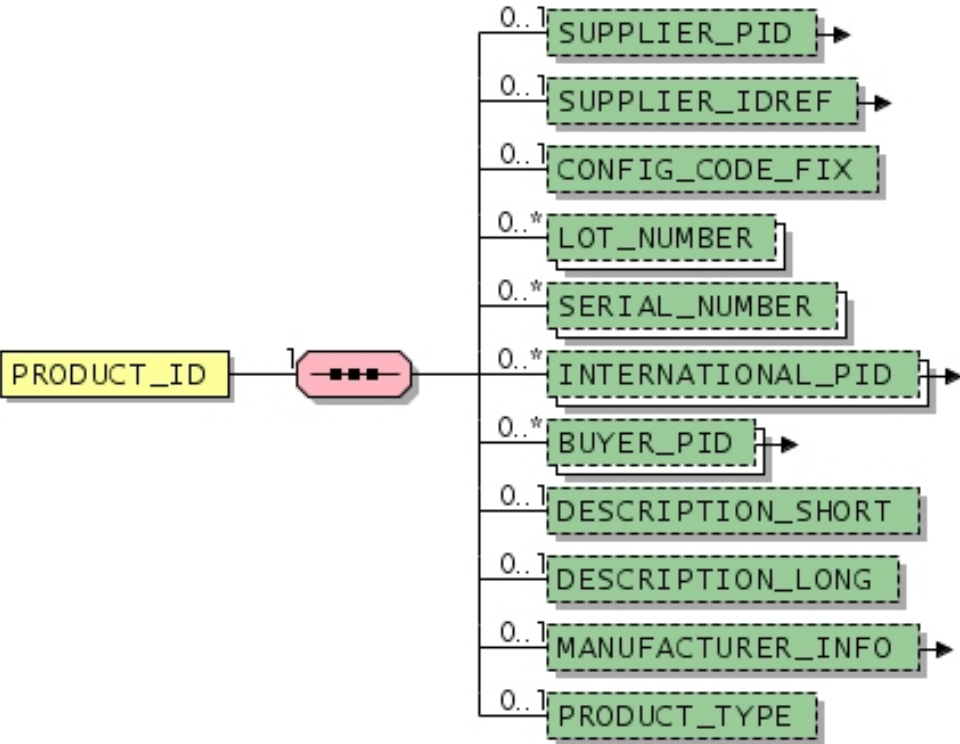 0..1 SUPPLIER_PID
0..1 SUPPLIER_IDREF
0..1 CONFIG_CODE_FIX
0..* LOT_NUMBER
0..* SERIAL_NUMBER
PRODUCT_ID 1 0..* INTERNATIONAL_PID
0..* BUYER_PID
0..1 DESCRIPTION_SHORT
0..1 DESCRIPTION_LONG
0..1 MANUFACTURER_INFO
0..1 PRODUCT_TYPE